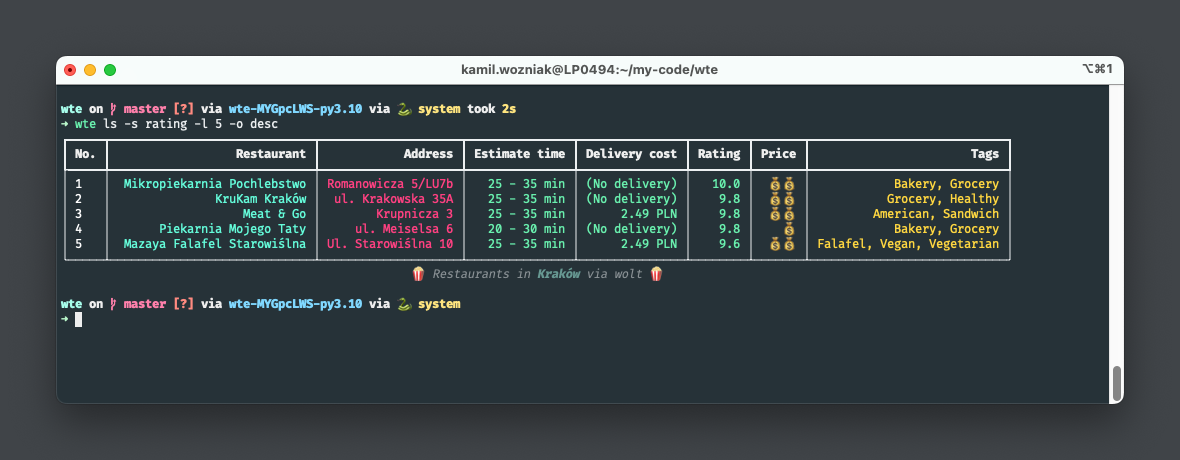 kamil.wozniak@LP0494:~/my-code/wte ⌥⌘1
wte on master [?] via wte-MYGpcLWS-py3.10 via 🐍 system took 2s
→ wte ls -s rating -l 5 -o desc
No. Restaurant Address Estimate time Delivery cost Rating Price Tags
1 Mikropiekarnia Pochlebstwo Romanowicza 5/LU7b 25 - 35 min (No delivery) 10.0 💰💰 Bakery, Grocery
2 KruKam Kraków ul. Krakowska 35A 25 - 35 min (No delivery) 9.8 💰💰 Grocery, Healthy
3 Meat & Go Krupnicza 3 25 - 35 min 2.49 PLN 9.8 💰💰 American, Sandwich
4 Piekarnia Mojego Taty ul. Meiselsa 6 20 - 30 min (No delivery) 9.8 💰 Bakery, Grocery
5 Mazaya Falafel Starowiślna Ul. Starowiślna 10 25 - 35 min 2.49 PLN 9.6 💰💰 Falafel, Vegan, Vegetarian
🍿 Restaurants in Kraków via wolt 🍿
wte on master [?] via wte-MYGpcLWS-py3.10 via 🐍 system
→